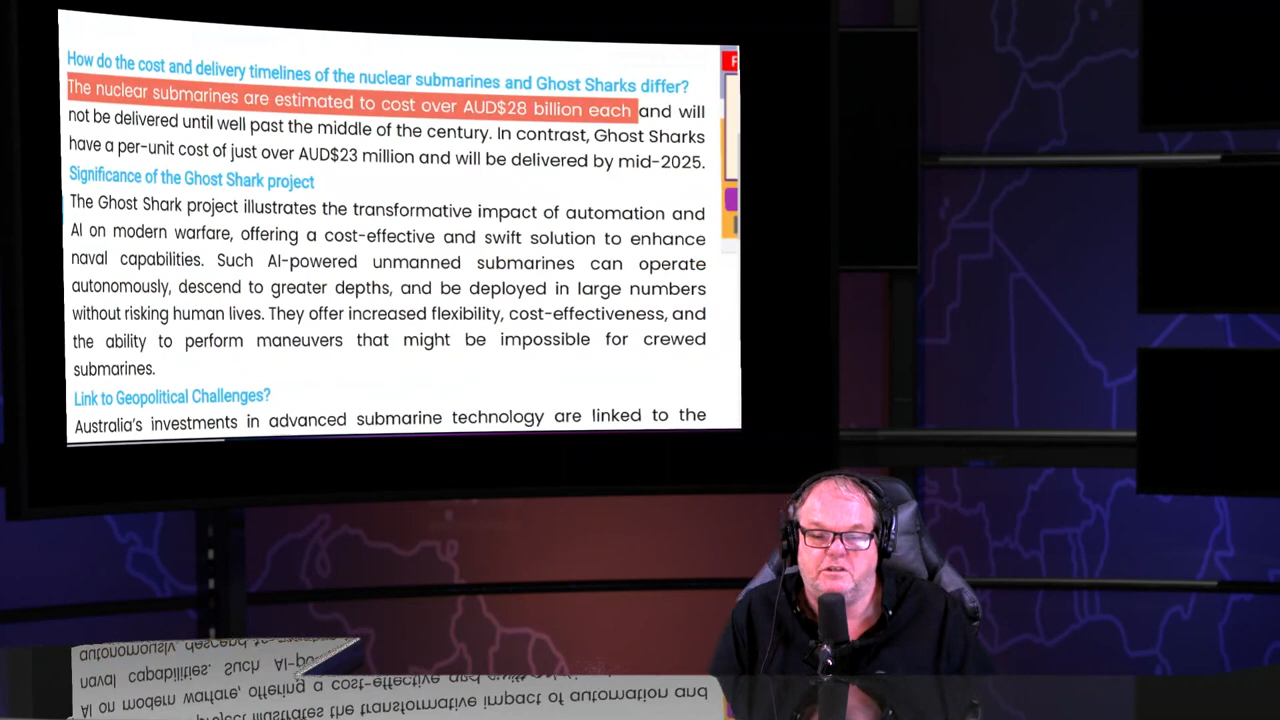 How do the cost and delivery timelines of the nuclear submarines and Ghost Sharks differ?
The nuclear submarines are estimated to cost over AUD$28 billion each and will
not be delivered until well past the middle of the century. In contrast, Ghost Sharks
have a per-unit cost of just over AUD$23 million and will be delivered by mid-2025.
Significance of the Ghost Shark project
The Ghost Shark project illustrates the transformative impact of automation and
AI on modern warfare, offering a cost-effective and swift solution to enhance
naval capabilities. Such AI-powered unmanned submarines can operate
autonomously, descend to greater depths, and be deployed in large numbers
without risking human lives. They offer increased flexibility, cost-effectiveness, and
the ability to perform maneuvers that might be impossible for crewed
submarines.
Link to Geopolitical Challenges?
Australia's investments in advanced submarine technology are linked to the
F